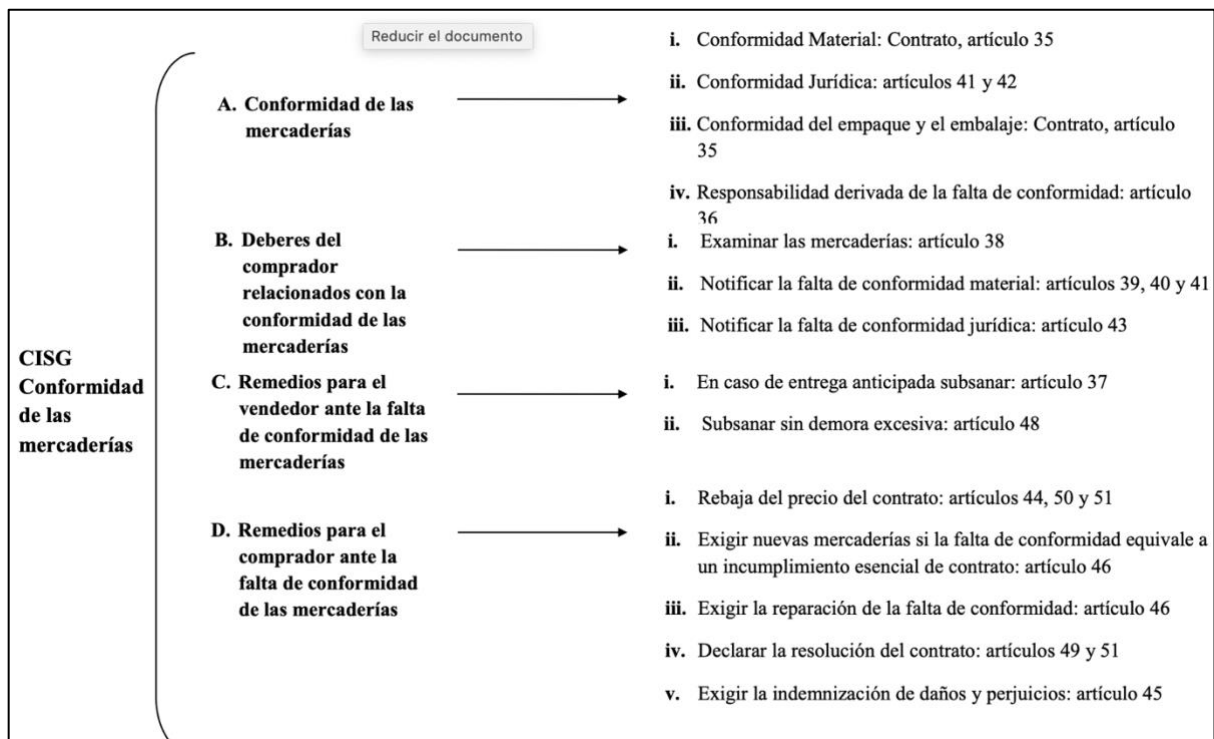 Reducir el documento
CISG
Conformidad
de las
mercaderías
A. Conformidad de las
mercaderías
i. Conformidad Material: Contrato, artículo 35
ii. Conformidad Jurídica: artículos 41 y 42
iii. Conformidad del empaque y el embalaje: Contrato, artículo
35
iv. Responsabilidad derivada de la falta de conformidad: artículo
36
B. Deberes del
comprador
relacionados con la
conformidad de las
mercaderías
i. Examinar las mercaderías: artículo 38
ii. Notificar la falta de conformidad material: artículos 39, 40 y 41
iii. Notificar la falta de conformidad jurídica: artículo 43
C. Remedios para el
vendedor ante la falta
de conformidad de las
mercaderías
i. En caso de entrega anticipada subsanar: artículo 37
ii. Subsanar sin demora excesiva: artículo 48
D. Remedios para el
comprador ante la
falta de conformidad
de las mercaderías
i. Rebaja del precio del contrato: artículos 44, 50 y 51
ii. Exigir nuevas mercaderías si la falta de conformidad equivale a
un incumplimiento esencial de contrato: artículo 46
iii. Exigir la reparación de la falta de conformidad: artículo 46
iv. Declarar la resolución del contrato: artículos 49 y 51
v. Exigir la indemnización de daños y perjuicios: artículo 45